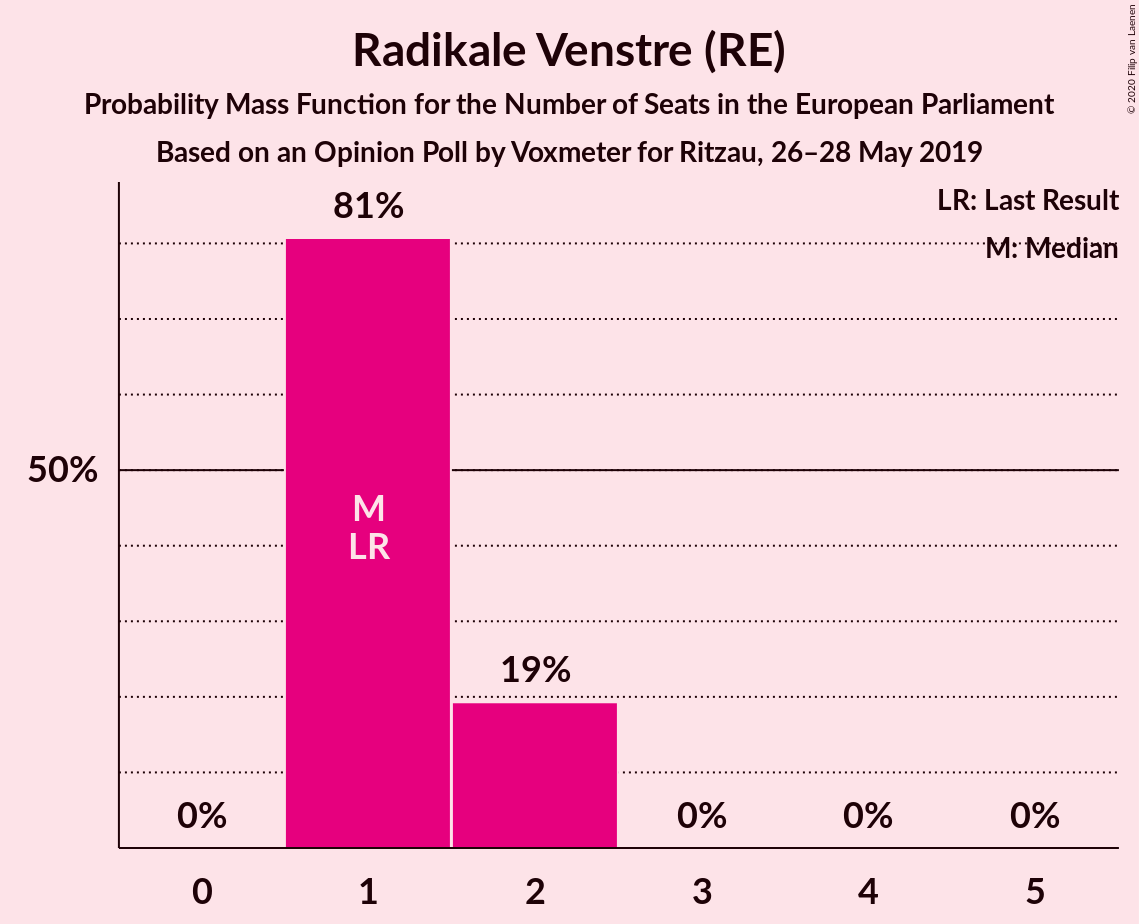 Radikale Venstre (RE)
Probability Mass Function for the Number of Seats in the European Parliament
Based on an Opinion Poll by Voxmeter for Ritzau, 26–28 May 2019
© 2020 Filip van Laenen
LR: Last Result
M: Median
81%
50%
M
LR
19%
0%
0%
0%
0%
0
1
2
3
4
5